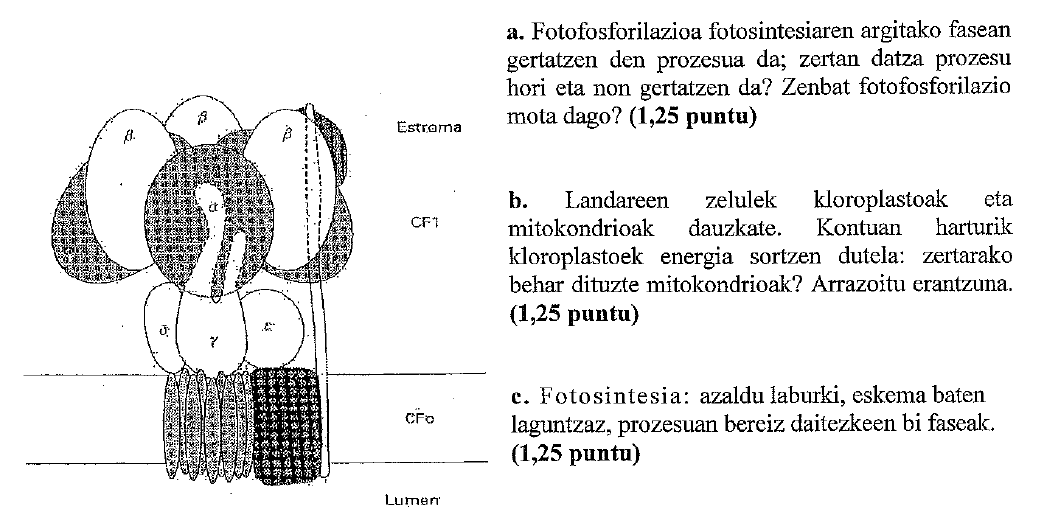 a. Fotofosforilazioa fotosintesiaren argitako fasean
gertatzen den prozesua da; zertan datza prozesu
hori eta non gertatzen da? Zenbat fotofosforilazio
mota dago? (1,25 puntu)
b. Landareen zelulek kloroplastoak eta
mitokondrioak dauzkate. Kontuan harturik
kloroplastoek energia sortzen dutela: zertarako
behar dituzte mitokondrioak? Arrazoitu erantzuna.
(1,25 puntu)
c. Fotosintesia: azaldu laburki, eskema baten
laguntzaz, prozesuan bereiz daitezkeen bi faseak.
(1,25 puntu)
Estroma
CF1
CFo
Lumen
β
β
β
α
γ
ε